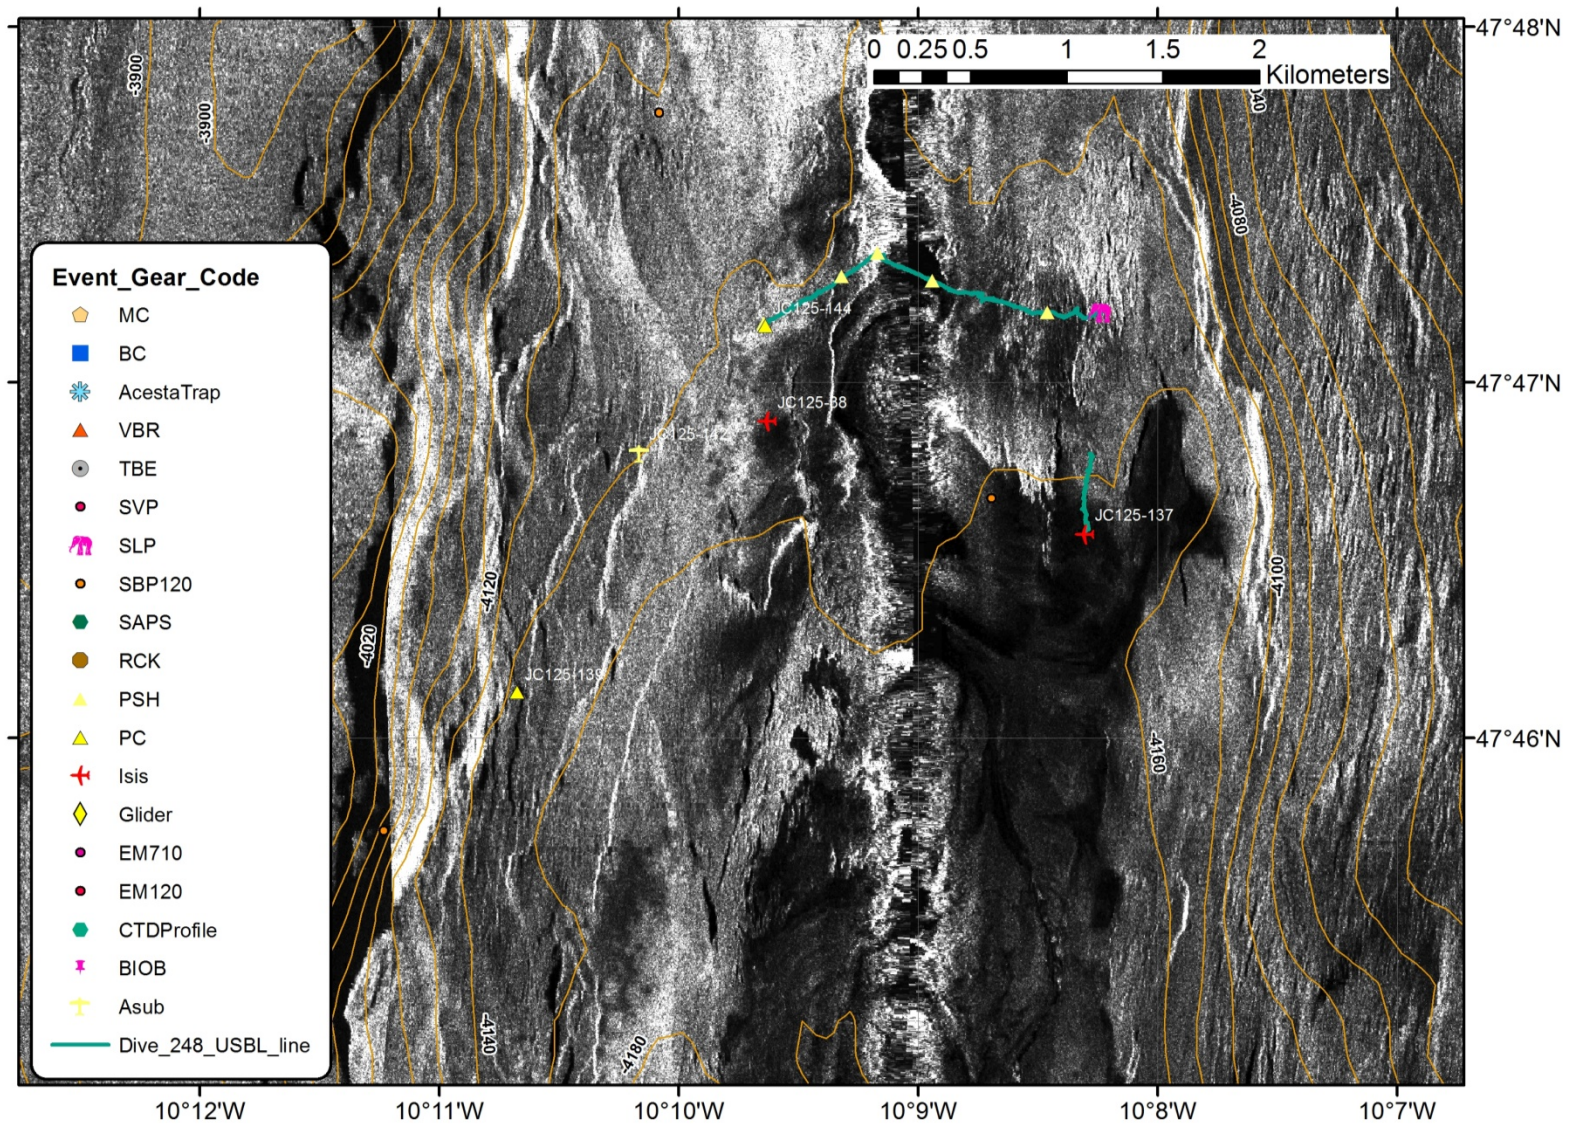 47°48'N
0 0.25 0.5 1 1.5 2
Kilometers
-3900
-3900
-4080
JC125-144
47°47'N
Event_Gear_Code
MC
BC
AcestaTrap
VBR
TBE
SVP
SLP
SBP120
SAPS
RCK
PSH
PC
Isis
Glider
EM710
EM120
CTDProfile
BIOB
Asub
Dive_248_USBL_line
JC125-137
-4120
-4100
-4020
JC125-139
47°46'N
-4160
-4140
-4180
10°12'W 10°11'W 10°10'W 10°9'W 10°8'W 10°7'W